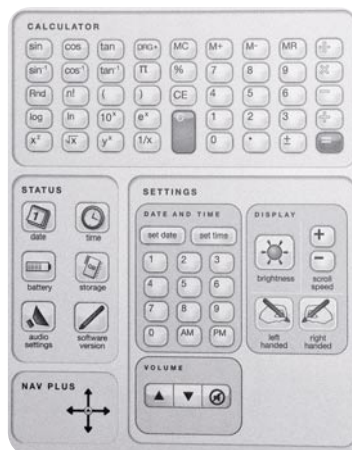 CALCULATOR
sin cos tan DRG+ MC M+ M- MR
sin⁻¹ cos⁻¹ tan⁻¹ π % 7 8 9
Rnd n! ( ) CE 4 5 6
log ln 10ˣ eˣ 1 2 3
x² √x yˣ 1/x 0 • ± =
STATUS
date time
battery storage
audio settings
software version
SETTINGS
DATE AND TIME
set date set time
1 2 3
4 5 6
7 8 9
0 AM PM
DISPLAY
brightness
scroll speed
left handed
right handed
VOLUME
NAV PLUS